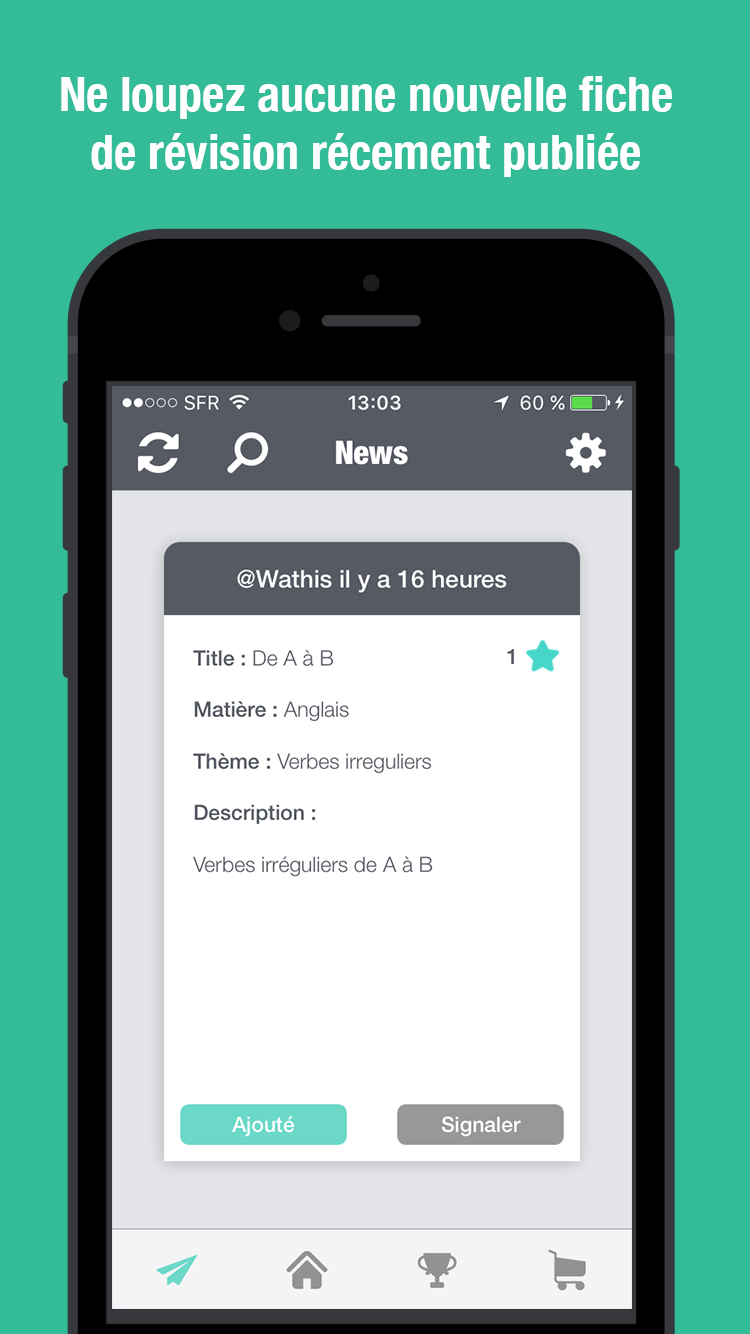 Ne loupez aucune nouvelle fiche
de révision récement publiée
SFR 13:03 60 %
News
@Wathis il y a 16 heures
Title : De A à B 1
Matière : Anglais
Thème : Verbes irreguliers
Description :
Verbes irréguliers de A à B
Ajouté Signaler